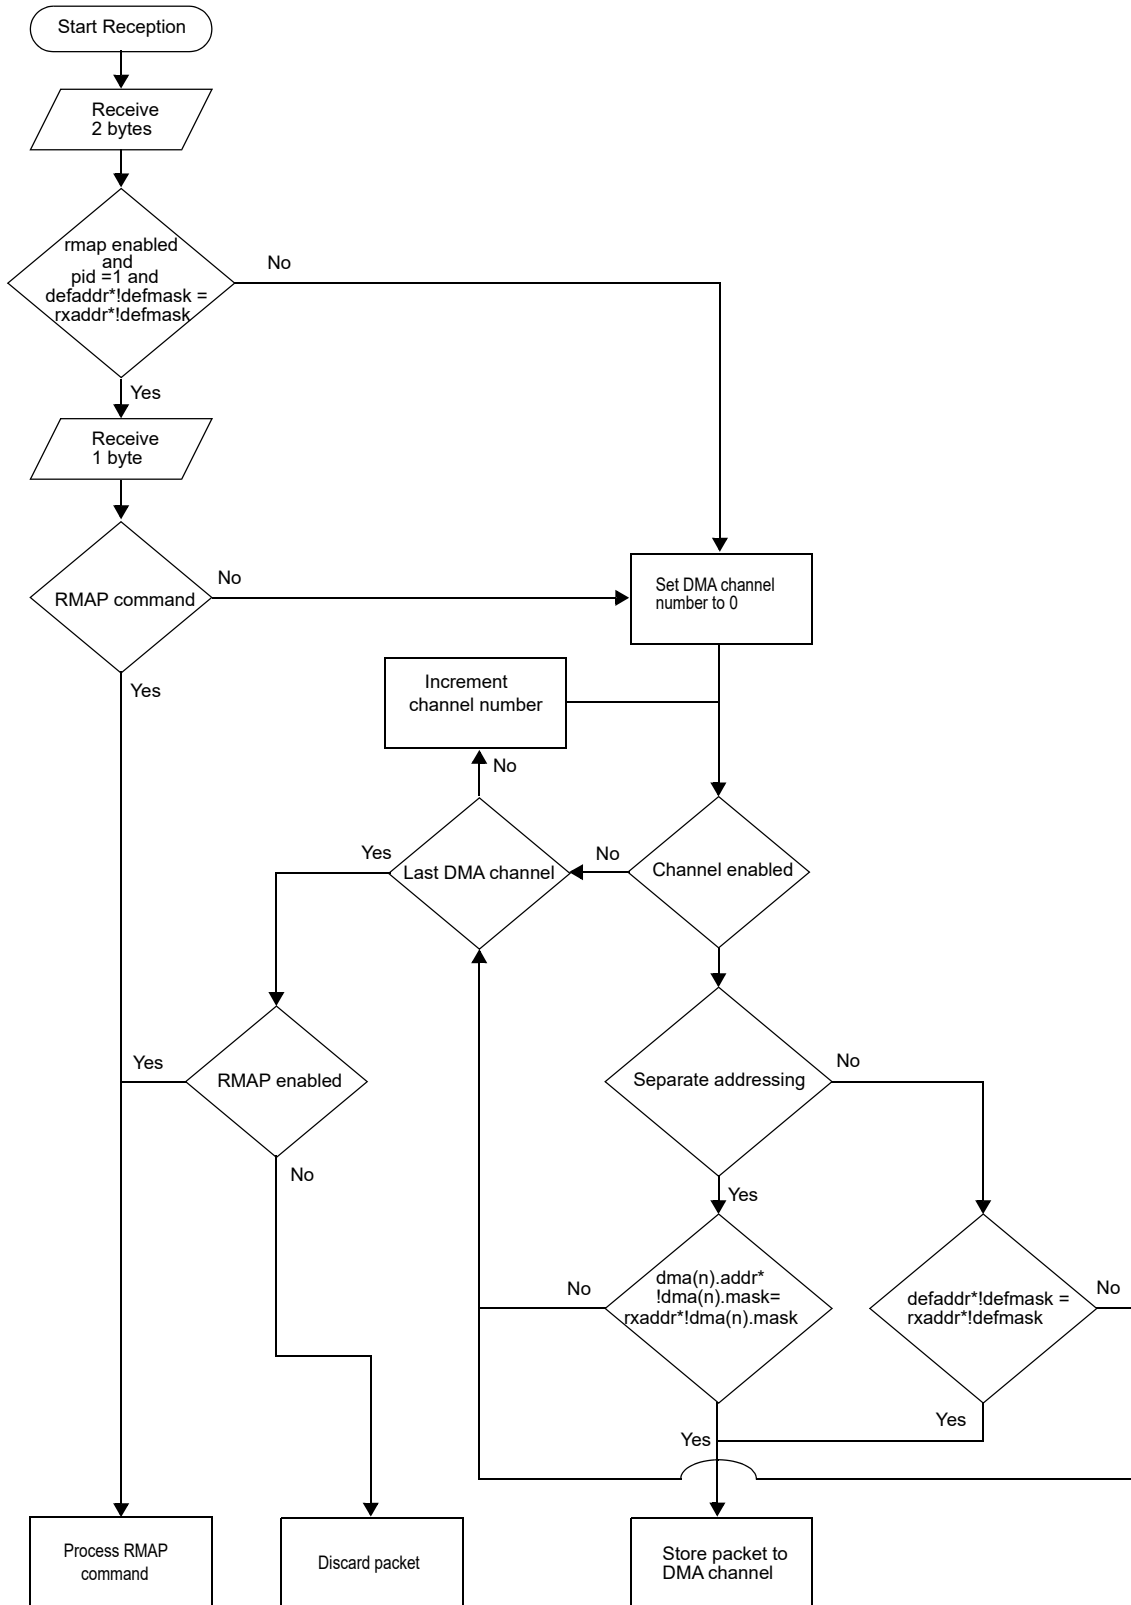 Start Reception
Receive
2 bytes
rmap enabled
and
pid =1 and
defaddr*!defmask =
rxaddr*!defmask
No
Yes
Receive
1 byte
RMAP command
No
Yes
Set DMA channel
number to 0
Increment
channel number
No
Last DMA channel
Yes
No
Channel enabled
RMAP enabled
Yes
No
Separate addressing
No
Yes
dma(n).addr*
!dma(n).mask=
rxaddr*!dma(n).mask
No
Yes
defaddr*!defmask =
rxaddr*!defmask
No
Yes
Process RMAP
command
Discard packet
Store packet to
DMA channel